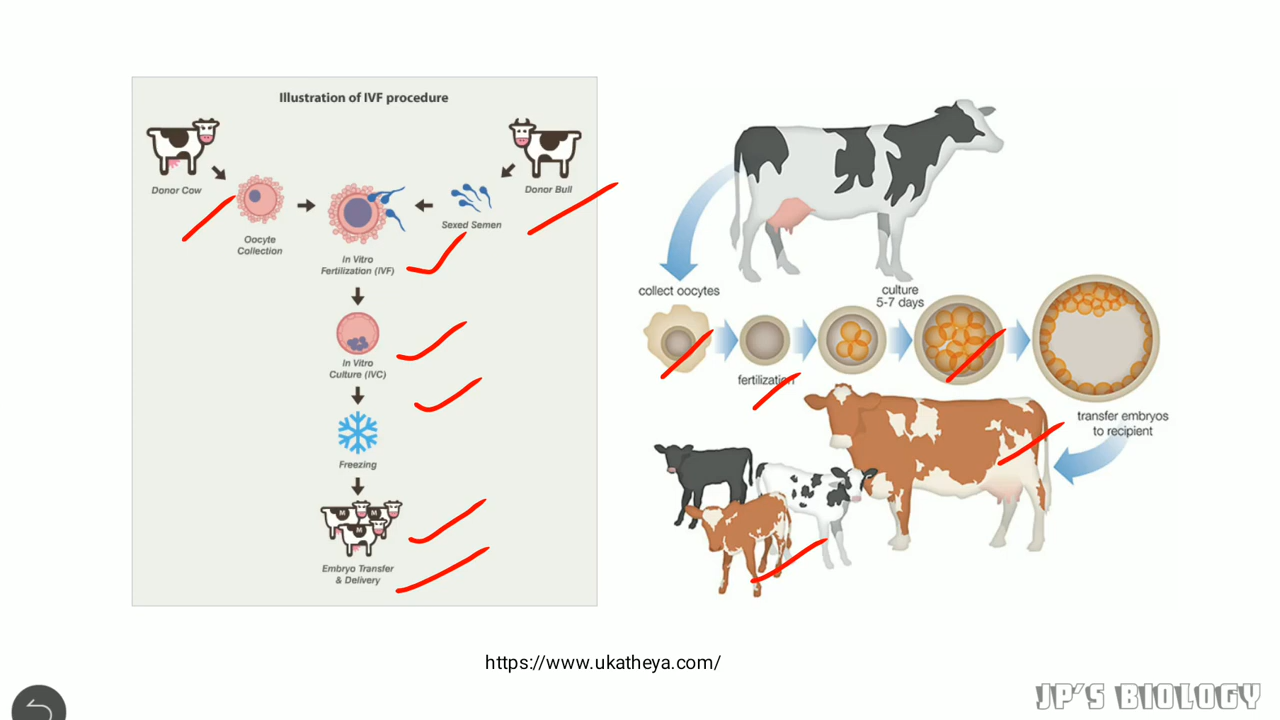 Illustration of IVF procedure
Donor Cow
Donor Bull
Oocyte
Collection
Sexed Semen
In Vitro
Fertilization (IVF)
In Vitro
Culture (IVC)
Freezing
M
M
M
Embryo Transfer
& Delivery
collect oocytes
culture
5-7 days
fertilization
transfer embryos
to recipient
https://www.ukatheya.com/
JP'S BIOLOGY